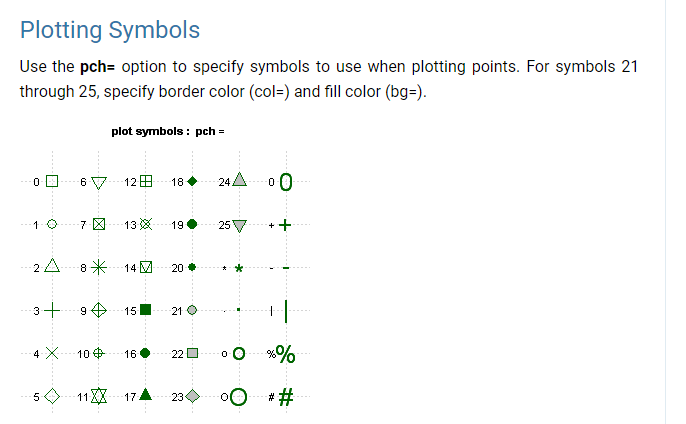 Plotting Symbols
Use the pch= option to specify symbols to use when plotting points. For symbols 21
through 25, specify border color (col=) and fill color (bg=).
plot symbols : pch =
0 6 12 18 24 0 0
1 7 13 19 25 + +
2 8 14 20 * * - -
3 9 15 21 . . | |
4 10 16 22 o o % %
5 11 17 23 O O # #